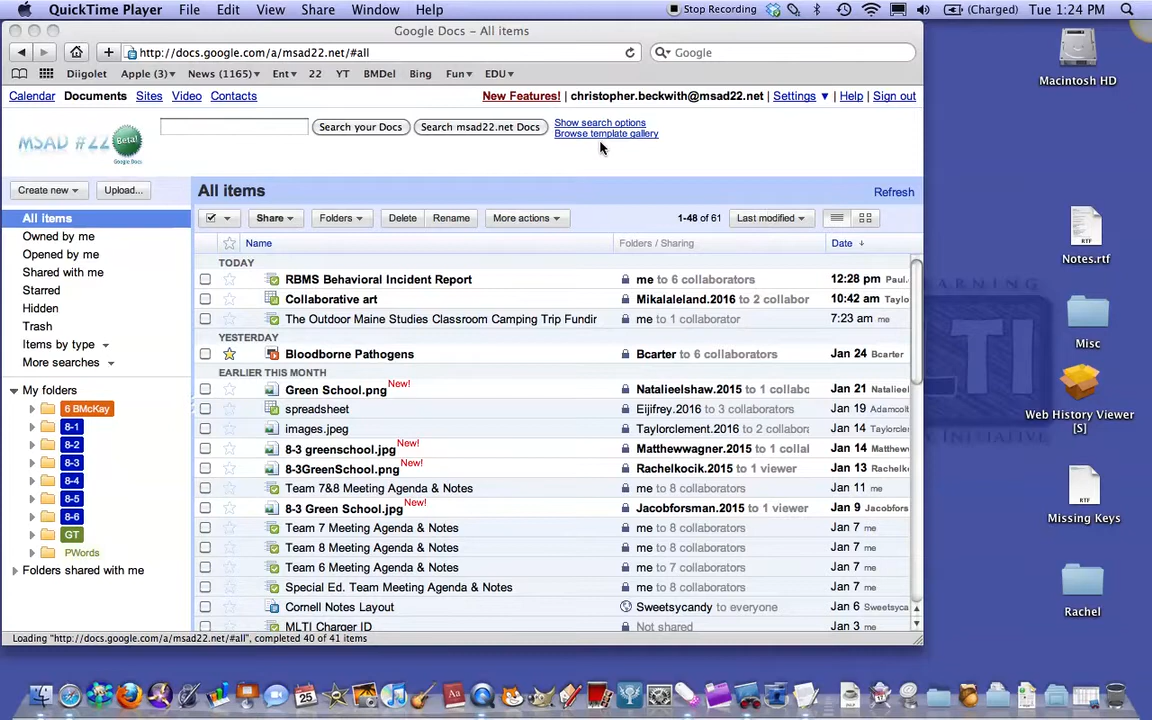 QuickTime Player File Edit View Share Window Help Stop Recording (Charged) Tue 1:24 PM
Google Docs – All items
http://docs.google.com/a/msad22.net/#all Google
Diigolet Apple (3) News (1165) Ent 22 YT BMDel Bing Fun EDU
Calendar Documents Sites Video Contacts New Features! | christopher.beckwith@msad22.net | Settings | Help | Sign out
MSAD #22 Beta! Google Docs Search your Docs Search msad22.net Docs Show search options
Browse template gallery
Create new Upload... All items Refresh
All items Share Folders Delete Rename More actions 1-48 of 61 Last modified
Owned by me Name Folders / Sharing Date
Opened by me TODAY
Shared with me RBMS Behavioral Incident Report me to 6 collaborators 12:28 pm Paul.
Starred Collaborative art Mikalaleland.2016 to 2 collabor 10:42 am Taylo
Hidden The Outdoor Maine Studies Classroom Camping Trip Fundir me to 1 collaborator 7:23 am me
Trash YESTERDAY
Items by type Bloodborne Pathogens Bcarter to 6 collaborators Jan 24 Bcarter
More searches EARLIER THIS MONTH
My folders Green School.png New! Natalieelshaw.2015 to 1 collabc Jan 21 Natalieel
6 BMcKay spreadsheet Eijifrey.2016 to 3 collaborators Jan 19 Adamcolt
8-1 images.jpeg Taylorclement.2016 to 2 collabor Jan 14 Taylorcler
8-2 8-3 greenschool.jpg New! Matthewwagner.2015 to 1 collal Jan 14 Matthew
8-3 8-3GreenSchool.png New! Rachelkocik.2015 to 1 viewer Jan 13 Rachelko
8-4 Team 7&8 Meeting Agenda & Notes me to 8 collaborators Jan 11 me
8-5 8-3 Green School.jpg New! Jacobforsman.2015 to 1 viewer Jan 9 Jacobfors
8-6 Team 7 Meeting Agenda & Notes me to 8 collaborators Jan 7 me
GT Team 8 Meeting Agenda & Notes me to 8 collaborators Jan 7 me
PWords Team 6 Meeting Agenda & Notes me to 7 collaborators Jan 7 me
Folders shared with me Special Ed. Team Meeting Agenda & Notes me to 8 collaborators Jan 7 me
Cornell Notes Layout Sweetsycandy to everyone Jan 6 Sweetsyca
MLTI Charger ID Not shared Jan 3 me
Loading "http://docs.google.com/a/msad22.net/#all", completed 40 of 41 items
Macintosh HD
Notes.rtf
Misc
Web History Viewer
[S]
Missing Keys
Rachel